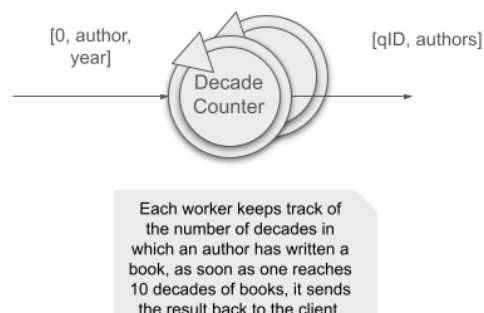 [0, author,
year]
[qID, authors]
Decade
Counter
Each worker keeps track of
the number of decades in
which an author has written a
book, as soon as one reaches
10 decades of books, it sends
the result back to the client